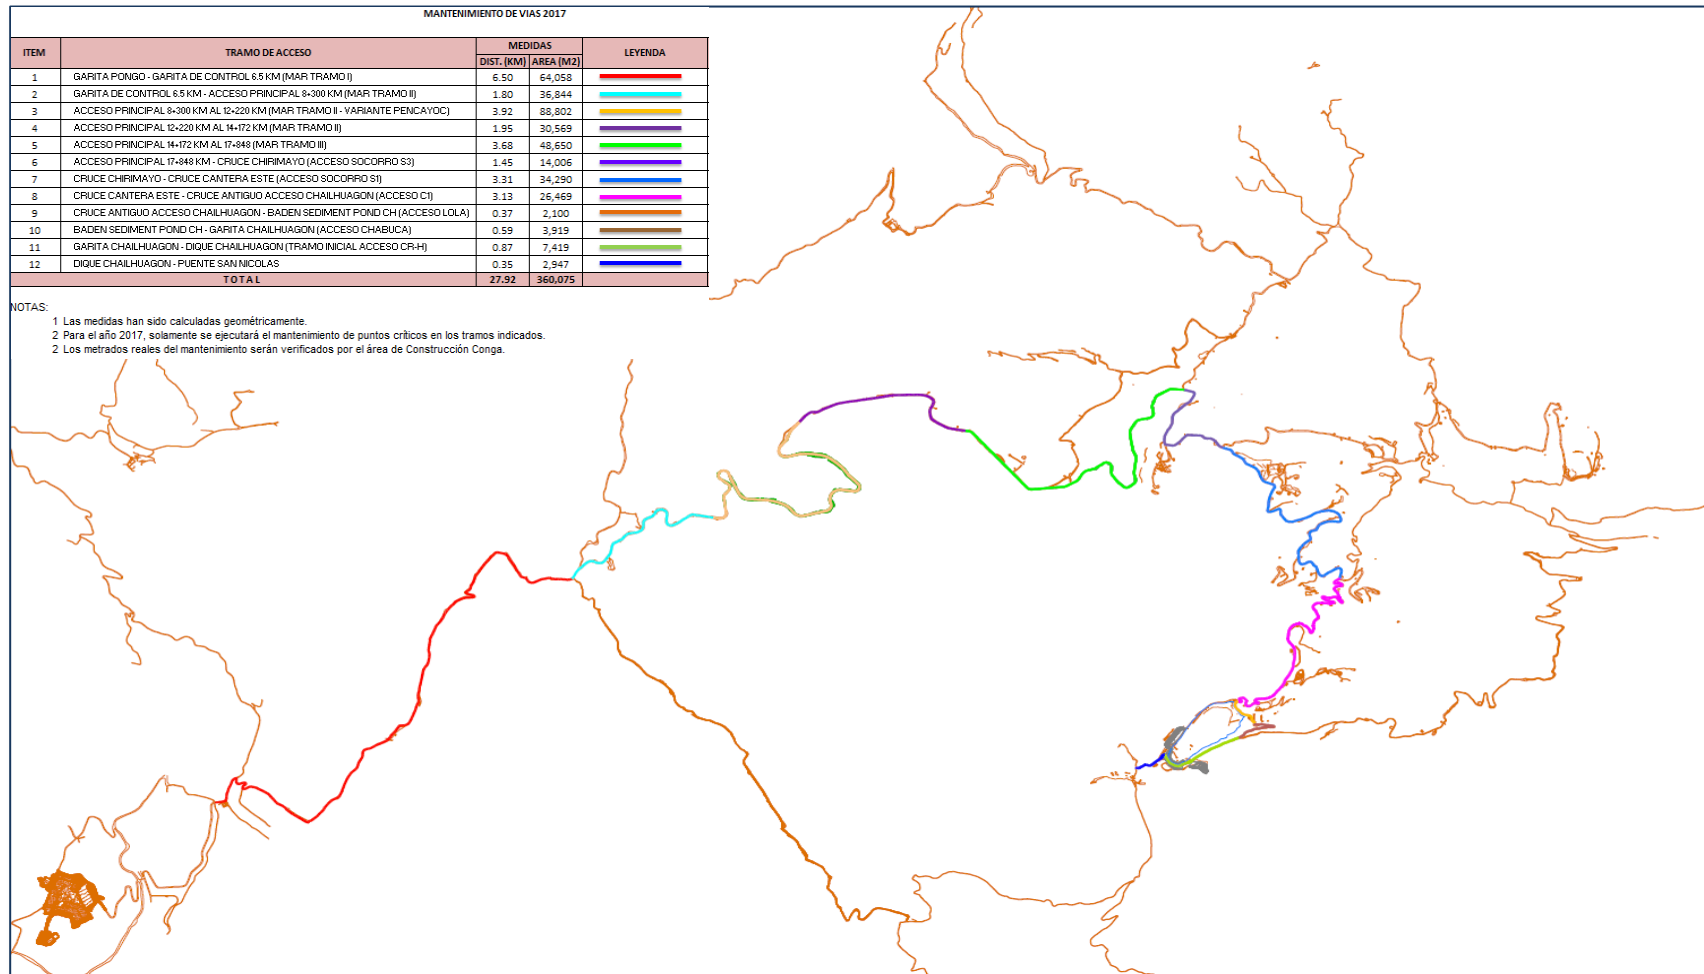 MANTENIMIENTO DE VIAS 2017
ITEM TRAMO DE ACCESO MEDIDAS LEYENDA
DIST. (KM) AREA (M2)
1 GARITA PONGO - GARITA DE CONTROL 6.5 KM (MAR TRAMO I) 6.50 64,058
2 GARITA DE CONTROL 6.5 KM - ACCESO PRINCIPAL 8+300 KM (MAR TRAMO II) 1.80 36,844
3 ACCESO PRINCIPAL 8+300 KM AL 12+220 KM (MAR TRAMO II - VARIANTE PENCAYOC) 3.92 88,802
4 ACCESO PRINCIPAL 12+220 KM AL 14+172 KM (MAR TRAMO II) 1.95 30,569
5 ACCESO PRINCIPAL 14+172 KM AL 17+848 (MAR TRAMO III) 3.68 48,650
6 ACCESO PRINCIPAL 17+848 KM - CRUCE CHIRIMAYO (ACCESO SOCORRO S3) 1.45 14,006
7 CRUCE CHIRIMAYO - CRUCE CANTERA ESTE (ACCESO SOCORRO S1) 3.31 34,290
8 CRUCE CANTERA ESTE - CRUCE ANTIGUO ACCESO CHAILHUAGON (ACCESO C1) 3.13 26,469
9 CRUCE ANTIGUO ACCESO CHAILHUAGON - BADEN SEDIMENT POND CH (ACCESO LOLA) 0.37 2,100
10 BADEN SEDIMENT POND CH - GARITA CHAILHUAGON (ACCESO CHABUCA) 0.59 3,919
11 GARITA CHAILHUAGON - DIQUE CHAILHUAGON (TRAMO INICIAL ACCESO CR-H) 0.87 7,419
12 DIQUE CHAILHUAGON - PUENTE SAN NICOLAS 0.35 2,947
TOTAL 27.92 360,075
NOTAS:
1 Las medidas han sido calculadas geométricamente.
2 Para el año 2017, solamente se ejecutará el mantenimiento de puntos críticos en los tramos indicados.
2 Los metrados reales del mantenimiento serán verificados por el área de Construcción Conga.